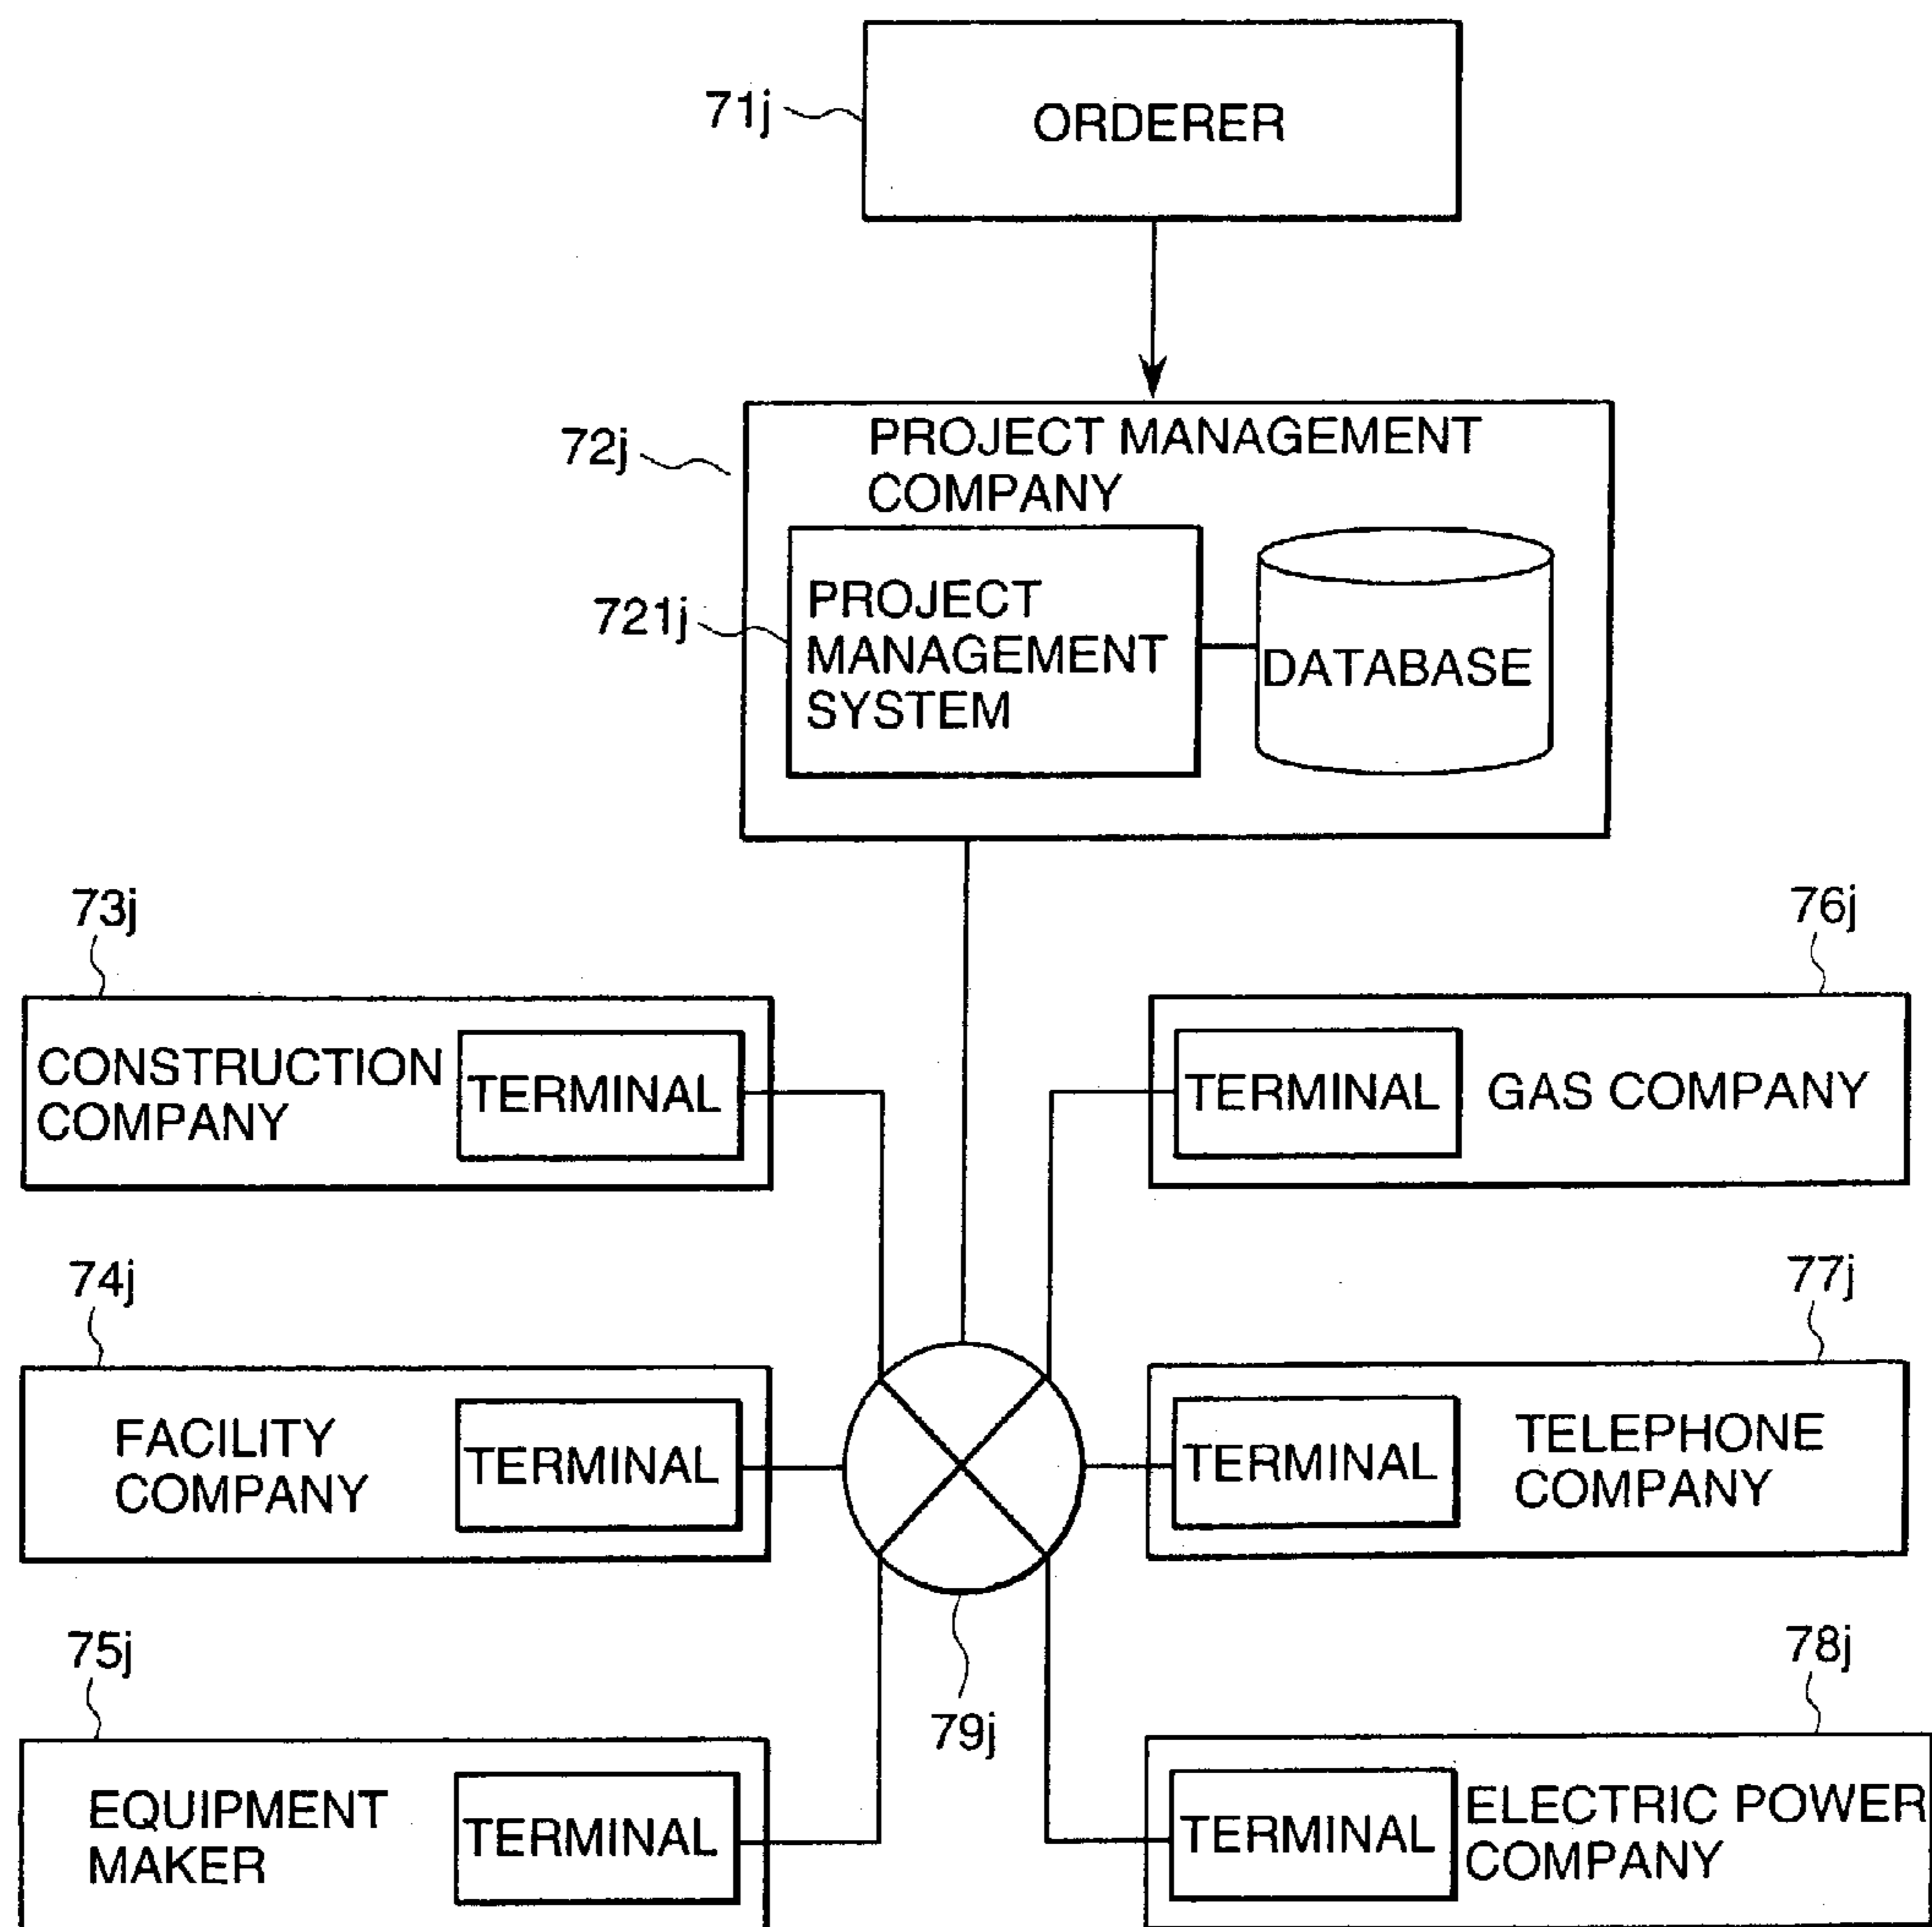 71j
ORDERER
72j
PROJECT MANAGEMENT
COMPANY
721j
PROJECT
MANAGEMENT
SYSTEM
DATABASE
73j
CONSTRUCTION
COMPANY
TERMINAL
76j
TERMINAL
GAS COMPANY
74j
FACILITY
COMPANY
TERMINAL
77j
TERMINAL
TELEPHONE
COMPANY
75j
EQUIPMENT
MAKER
TERMINAL
79j
78j
TERMINAL
ELECTRIC POWER
COMPANY